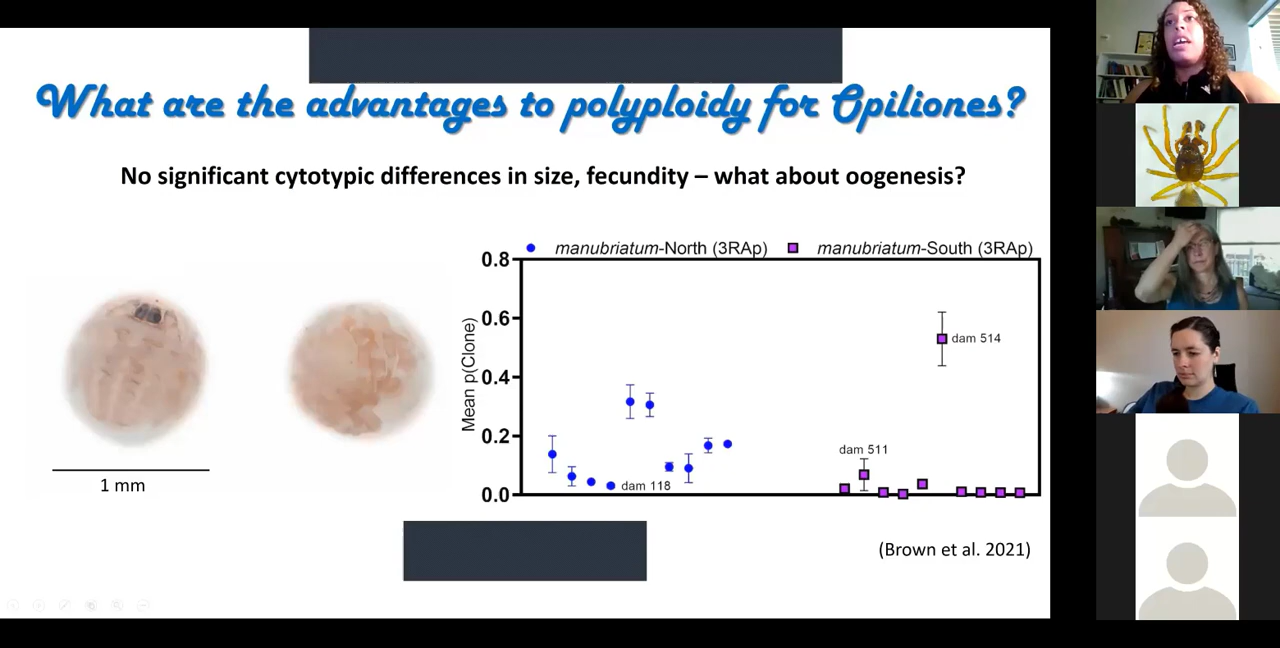 What are the advantages to polyploidy for Opiliones?
No significant cytotypic differences in size, fecundity – what about oogenesis?
manubriatum-North (3RAp)
manubriatum-South (3RAp)
Mean p(Clone)
0.8
0.6
0.4
0.2
0.0
dam 514
dam 511
dam 118
1 mm
(Brown et al. 2021)